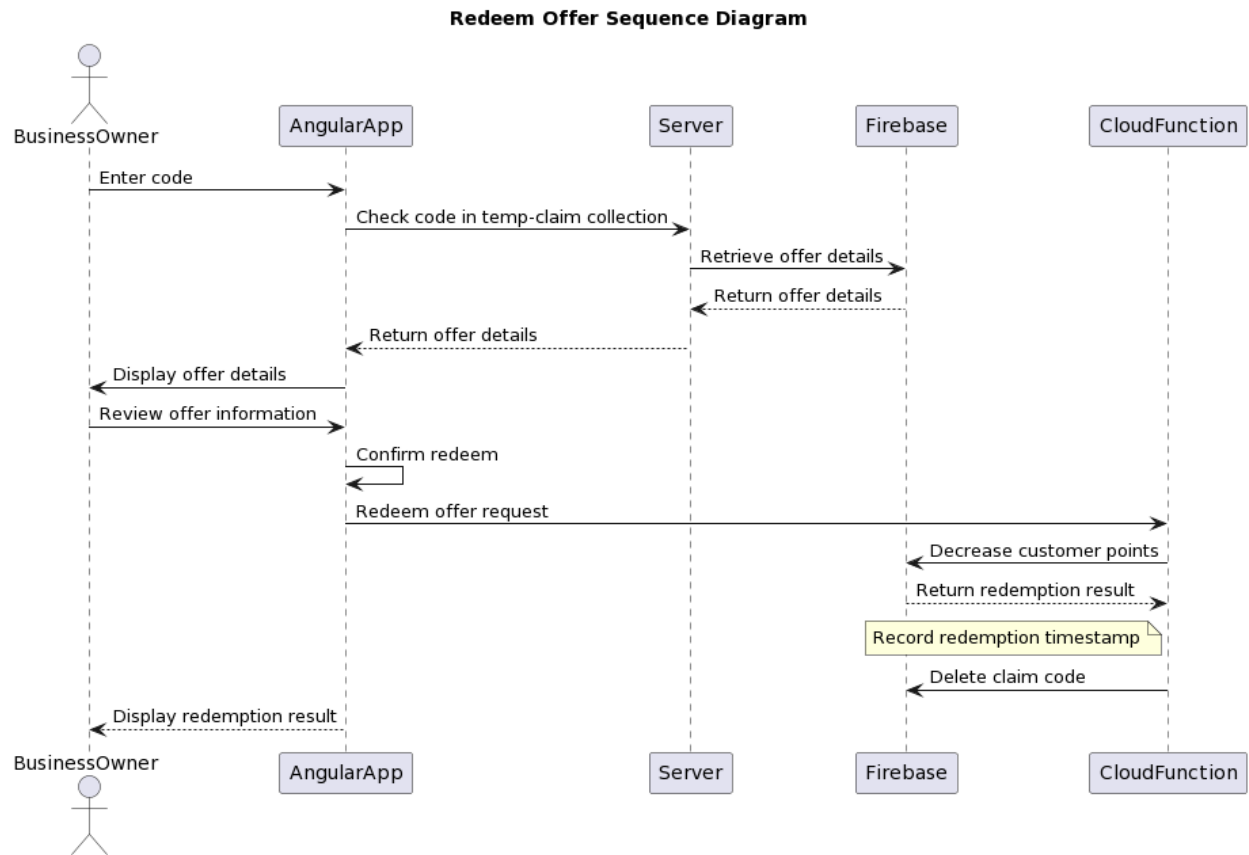 Redeem Offer Sequence Diagram
BusinessOwner
AngularApp
Server
Firebase
CloudFunction
Enter code
Check code in temp-claim collection
Retrieve offer details
Return offer details
Return offer details
Display offer details
Review offer information
Confirm redeem
Redeem offer request
Decrease customer points
Return redemption result
Record redemption timestamp
Delete claim code
Display redemption result
BusinessOwner
AngularApp
Server
Firebase
CloudFunction